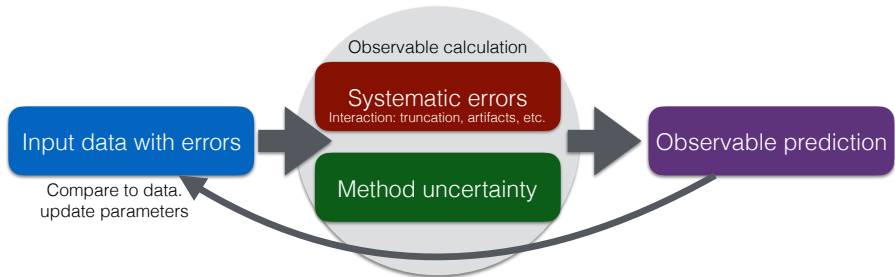 Observable calculation
Systematic errors
Interaction: truncation, artifacts, etc.
Input data with errors
Observable prediction
Method uncertainty
Compare to data.
update parameters